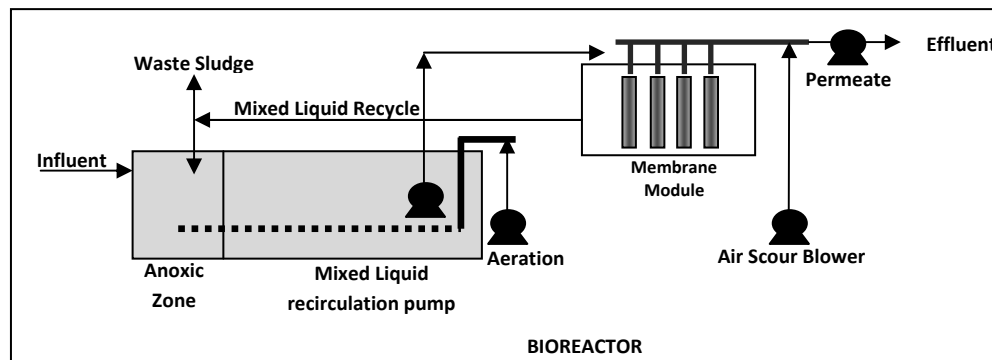 Waste Sludge
Effluent
Permeate
Mixed Liquid Recycle
Influent
Membrane
Module
Anoxic
Zone
Mixed Liquid
recirculation pump
Aeration
Air Scour Blower
BIOREACTOR